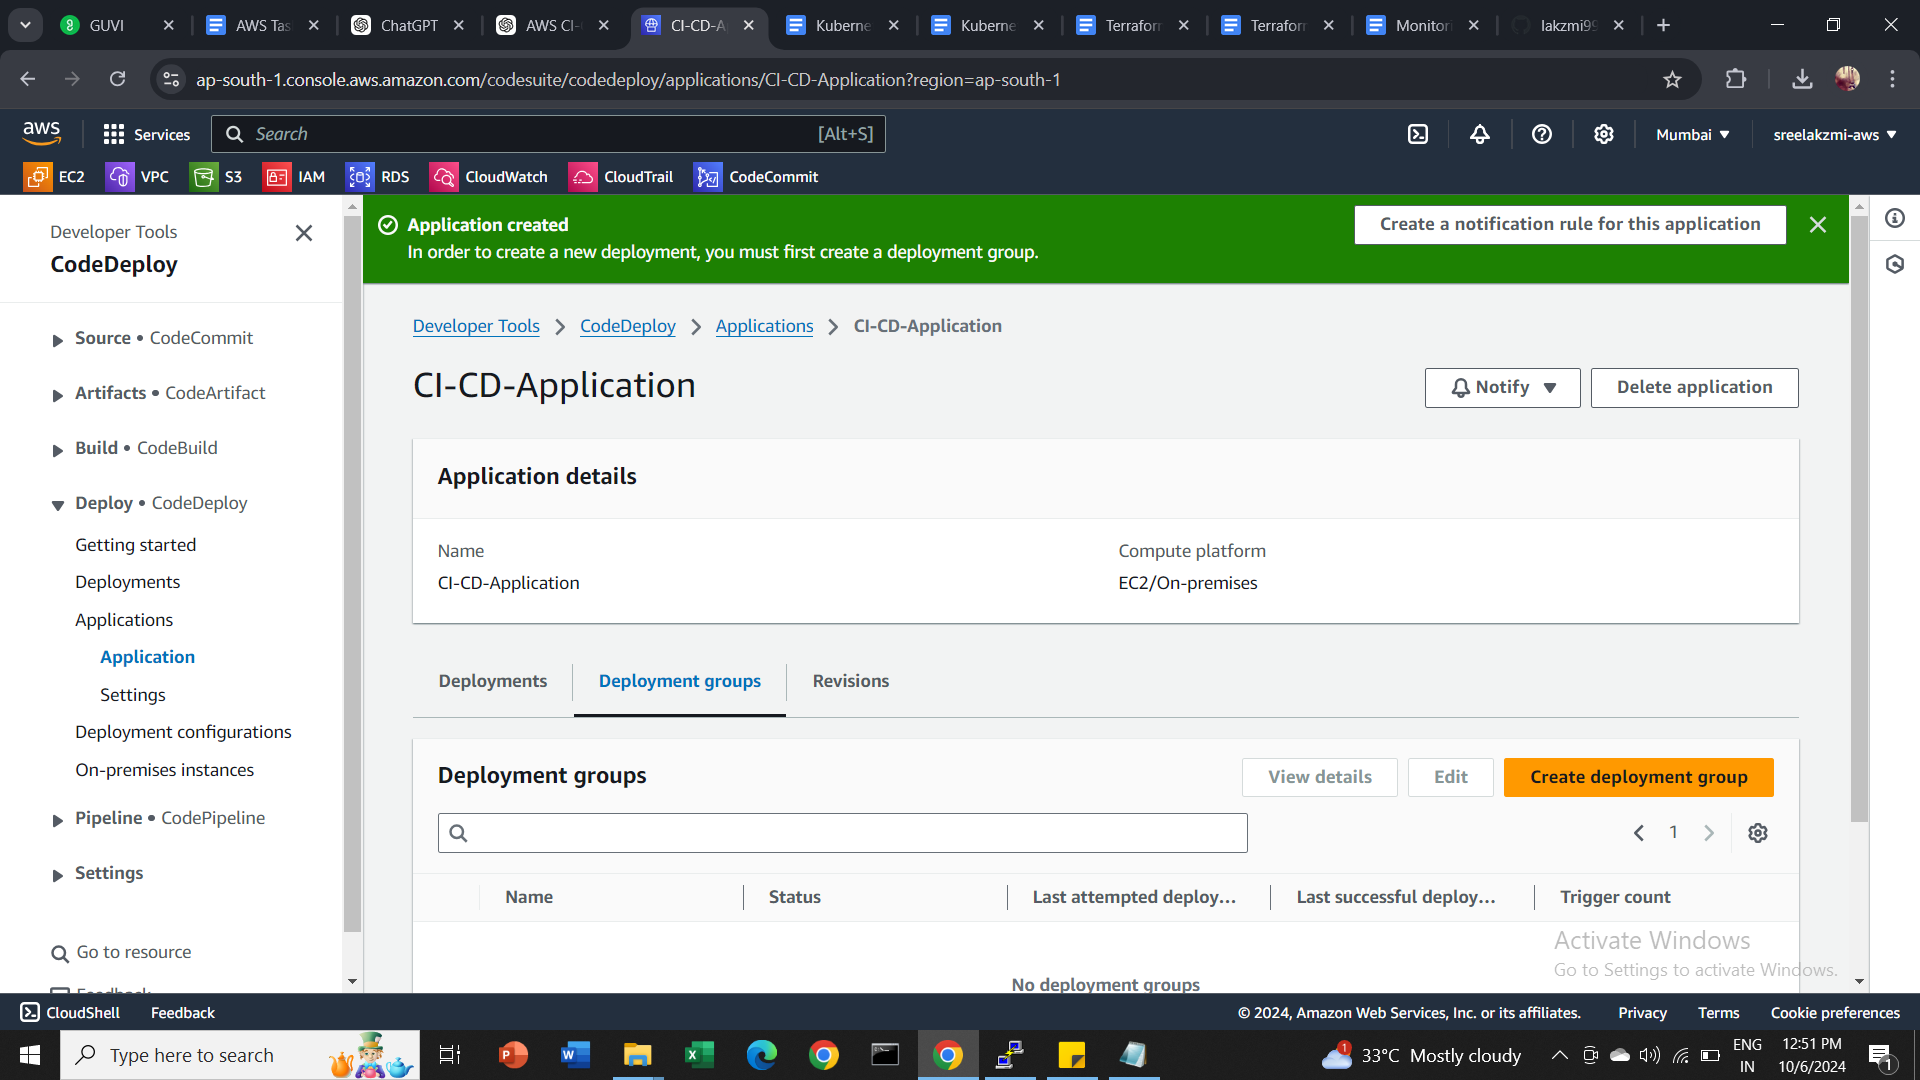 GUVI
AWS Tas
ChatGPT
AWS CI-
CI-CD-A
Kuberne
Kuberne
Terraform
Terraform
Monitori
lakzmi99
ap-south-1.console.aws.amazon.com/codesuite/codedeploy/applications/CI-CD-Application?region=ap-south-1
aws
Services
Search
[Alt+S]
Mumbai
sreelakzmi-aws
EC2
VPC
S3
IAM
RDS
CloudWatch
CloudTrail
CodeCommit
Developer Tools
CodeDeploy
Source • CodeCommit
Artifacts • CodeArtifact
Build • CodeBuild
Deploy • CodeDeploy
Getting started
Deployments
Applications
Application
Settings
Deployment configurations
On-premises instances
Pipeline • CodePipeline
Settings
Go to resource
Feedback
Application created
In order to create a new deployment, you must first create a deployment group.
Create a notification rule for this application
Developer Tools
CodeDeploy
Applications
CI-CD-Application
CI-CD-Application
Notify
Delete application
Application details
Name
CI-CD-Application
Compute platform
EC2/On-premises
Deployments
Deployment groups
Revisions
Deployment groups
View details
Edit
Create deployment group
1
Name
Status
Last attempted deploy...
Last successful deploy...
Trigger count
No deployment groups
Activate Windows
Go to Settings to activate Windows.
CloudShell
Feedback
© 2024, Amazon Web Services, Inc. or its affiliates.
Privacy
Terms
Cookie preferences
Type here to search
1
33°C Mostly cloudy
ENG
IN
12:51 PM
10/6/2024
1